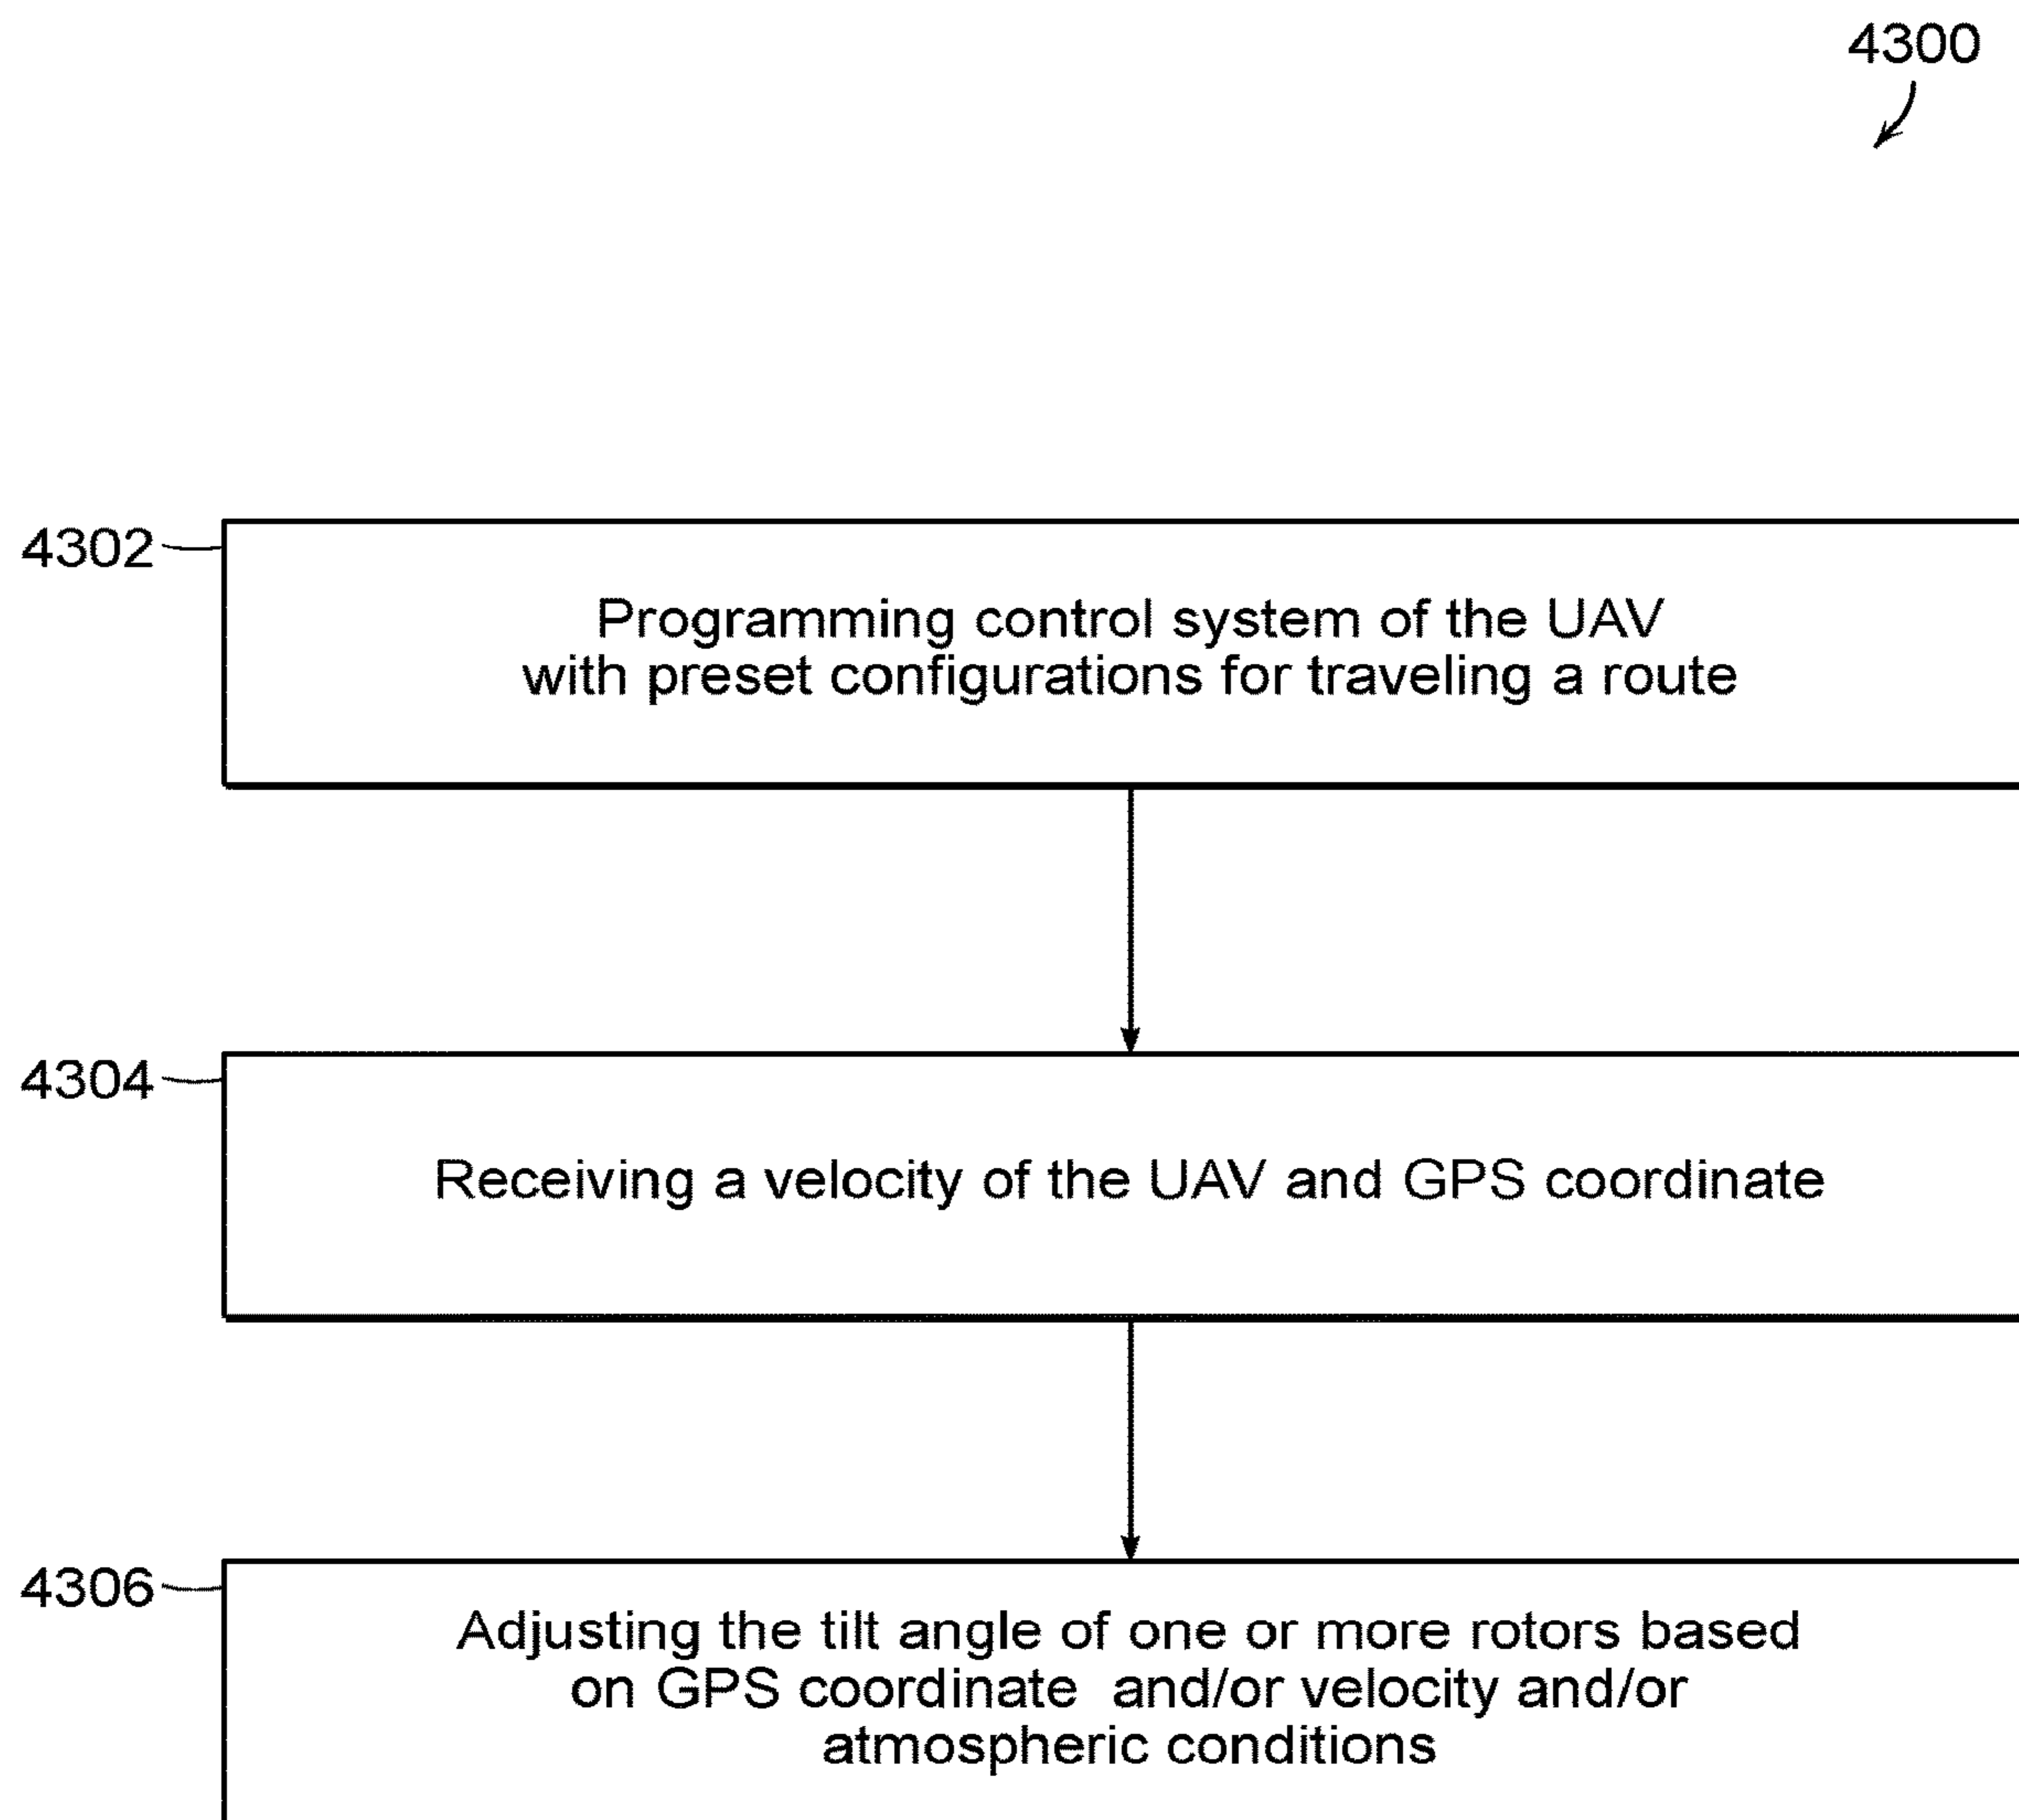 4300
4302
Programming control system of the UAV
with preset configurations for traveling a route
4304
Receiving a velocity of the UAV and GPS coordinate
4306
Adjusting the tilt angle of one or more rotors based
on GPS coordinate and/or velocity and/or
atmospheric conditions